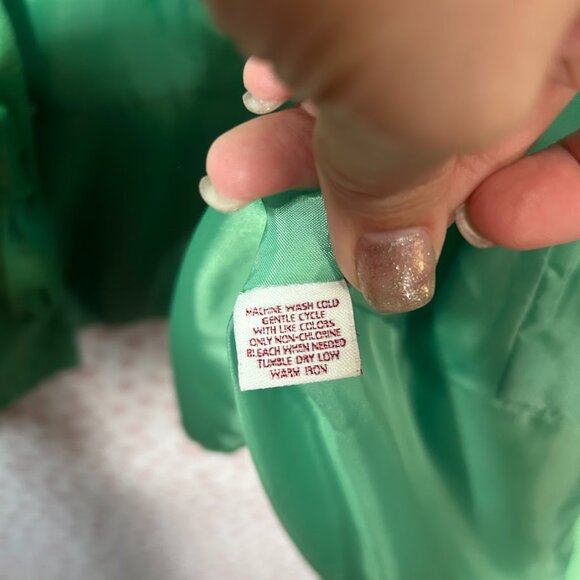 MACHINE WASH COLD
GENTLE CYCLE
WITH LIKE COLORS
ONLY NON-CHLORINE
BLEACH WHEN NEEDED
TUMBLE DRY LOW
WARM IRON